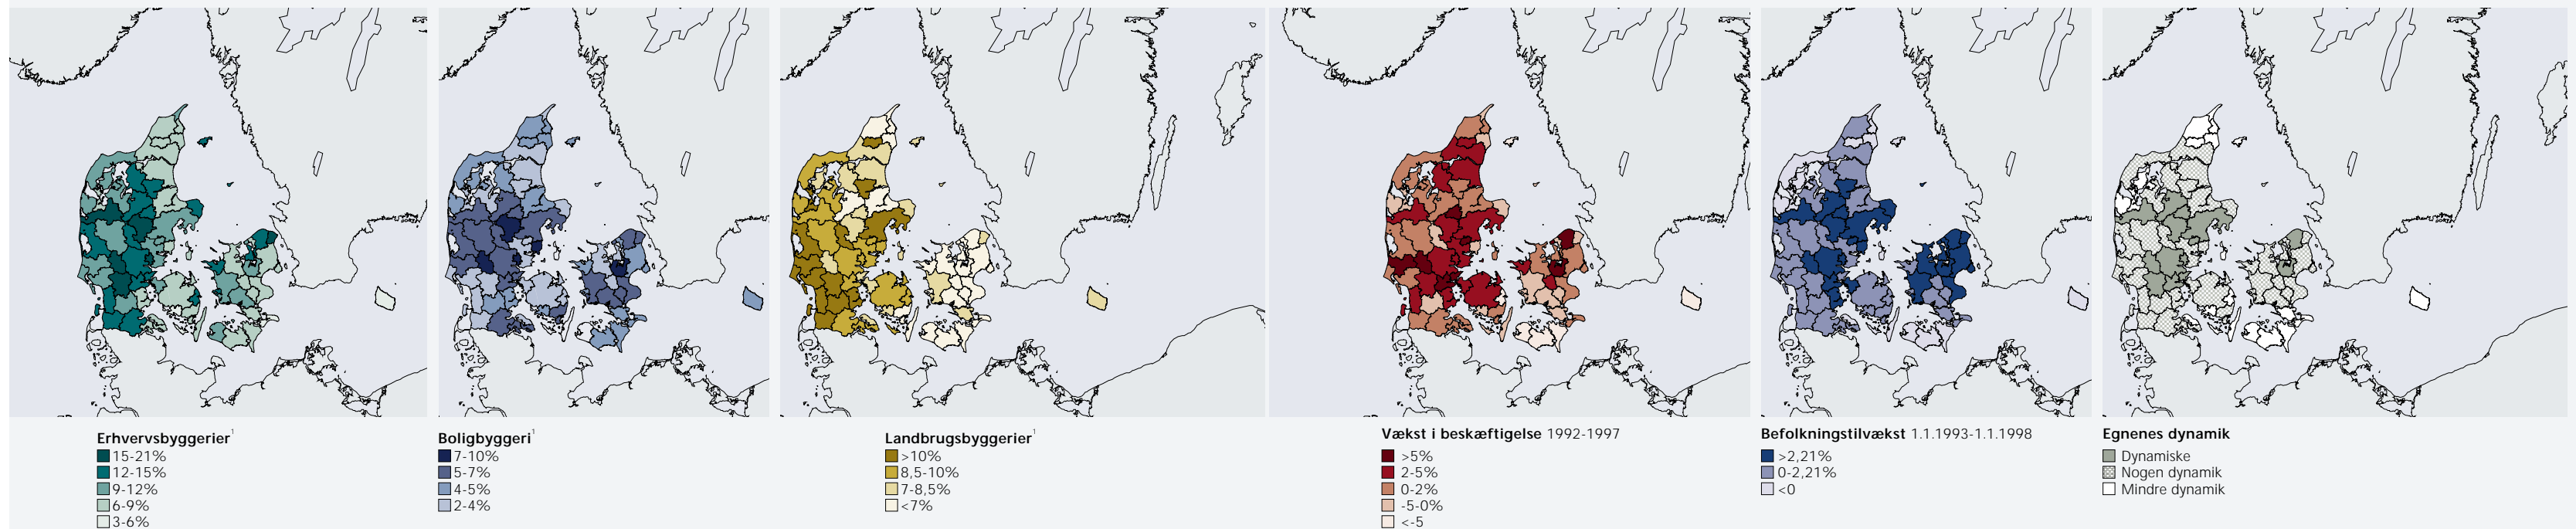 Erhvervsbyggerier¹
15-21%
12-15%
9-12%
6-9%
3-6%
Boligbyggeri¹
7-10%
5-7%
4-5%
2-4%
Landbrugsbyggerier¹
>10%
8,5-10%
7-8,5%
<7%
Vækst i beskæftigelse 1992-1997
>5%
2-5%
0-2%
-5-0%
<-5
Befolkningstilvækst 1.1.1993-1.1.1998
>2,21%
0-2,21%
<0
Egnenes dynamik
Dynamiske
Nogen dynamik
Mindre dynamik